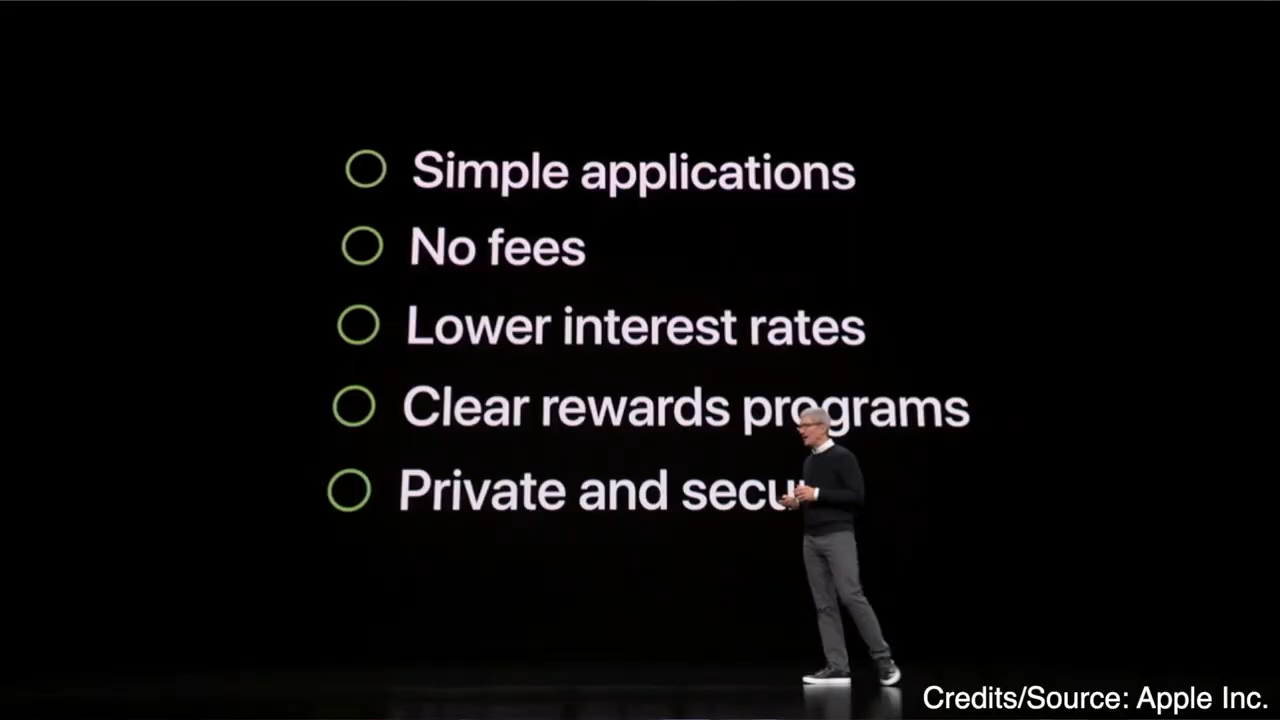 Simple applications
No fees
Lower interest rates
Clear rewards programs
Private and secu
Credits/Source: Apple Inc.